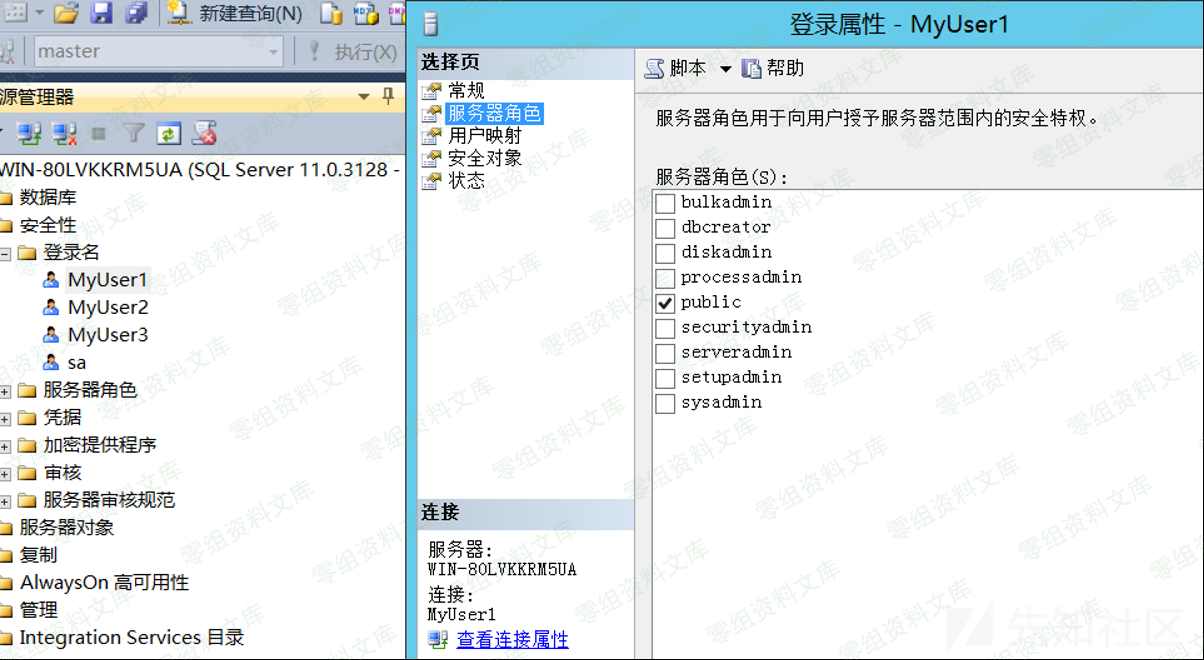 新建查询(N)
master
执行(X)
源管理器
WIN-80LVKKRM5UA (SQL Server 11.0.3128 -
数据库
安全性
登录名
MyUser1
MyUser2
MyUser3
sa
服务器角色
凭据
加密提供程序
审核
服务器审核规范
服务器对象
复制
AlwaysOn 高可用性
管理
Integration Services 目录
登录属性 - MyUser1
选择页
常规
服务器角色
用户映射
安全对象
状态
连接
服务器:
WIN-80LVKKRM5UA
连接:
MyUser1
查看连接属性
脚本
帮助
服务器角色用于向用户授予服务器范围内的安全特权。
服务器角色(S):
bulkadmin
dbcreator
diskadmin
processadmin
public
securityadmin
serveradmin
setupadmin
sysadmin
零组资料文库
先知社区